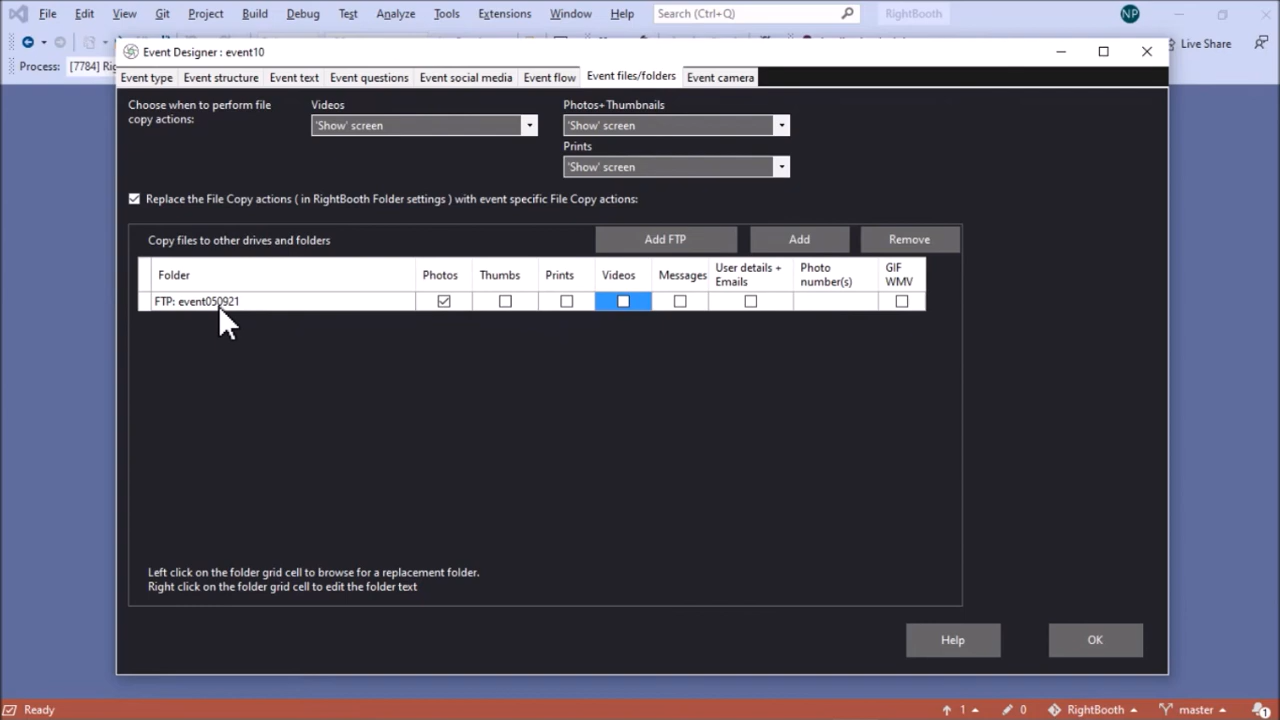 File Edit View Git Project Build Debug Test Analyze Tools Extensions Window Help Search (Ctrl+Q) RightBooth NP
Live Share
Process: [7784] Rig
Event Designer : event10
Event type Event structure Event text Event questions Event social media Event flow Event files/folders Event camera
Choose when to perform file
copy actions:
Videos
'Show' screen
Photos+Thumbnails
'Show' screen
Prints
'Show' screen
Replace the File Copy actions ( in RightBooth Folder settings ) with event specific File Copy actions:
Copy files to other drives and folders
Add FTP Add Remove
Folder Photos Thumbs Prints Videos Messages User details +
Emails Photo
number(s) GIF
WMV
FTP: event050921
Left click on the folder grid cell to browse for a replacement folder.
Right click on the folder grid cell to edit the folder text
Help OK
Ready 1 0 RightBooth master 1